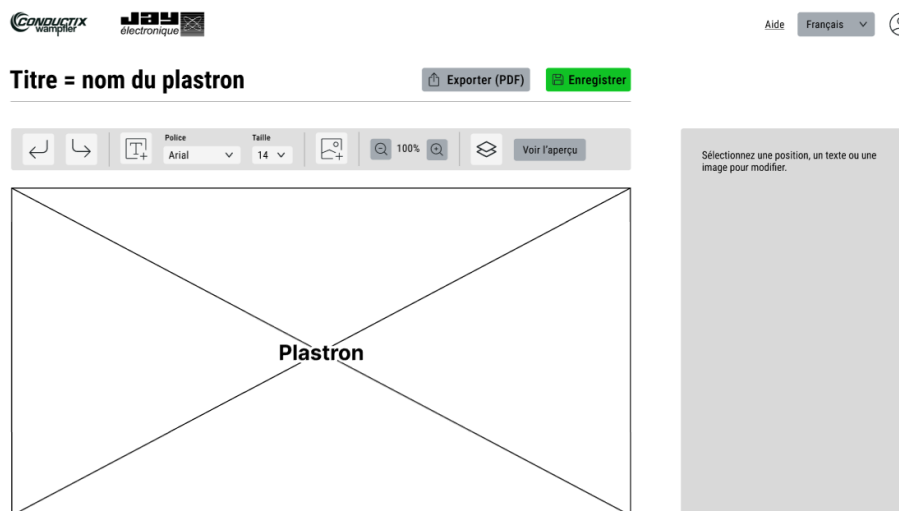 CONDUCTIX
wampfler
JAY
électronique
Aide
Français
Titre = nom du plastron
Exporter (PDF)
Enregistrer
Police
Taille
Arial
14
100%
Voir l'aperçu
Sélectionnez une position, un texte ou une
image pour modifier.
Plastron